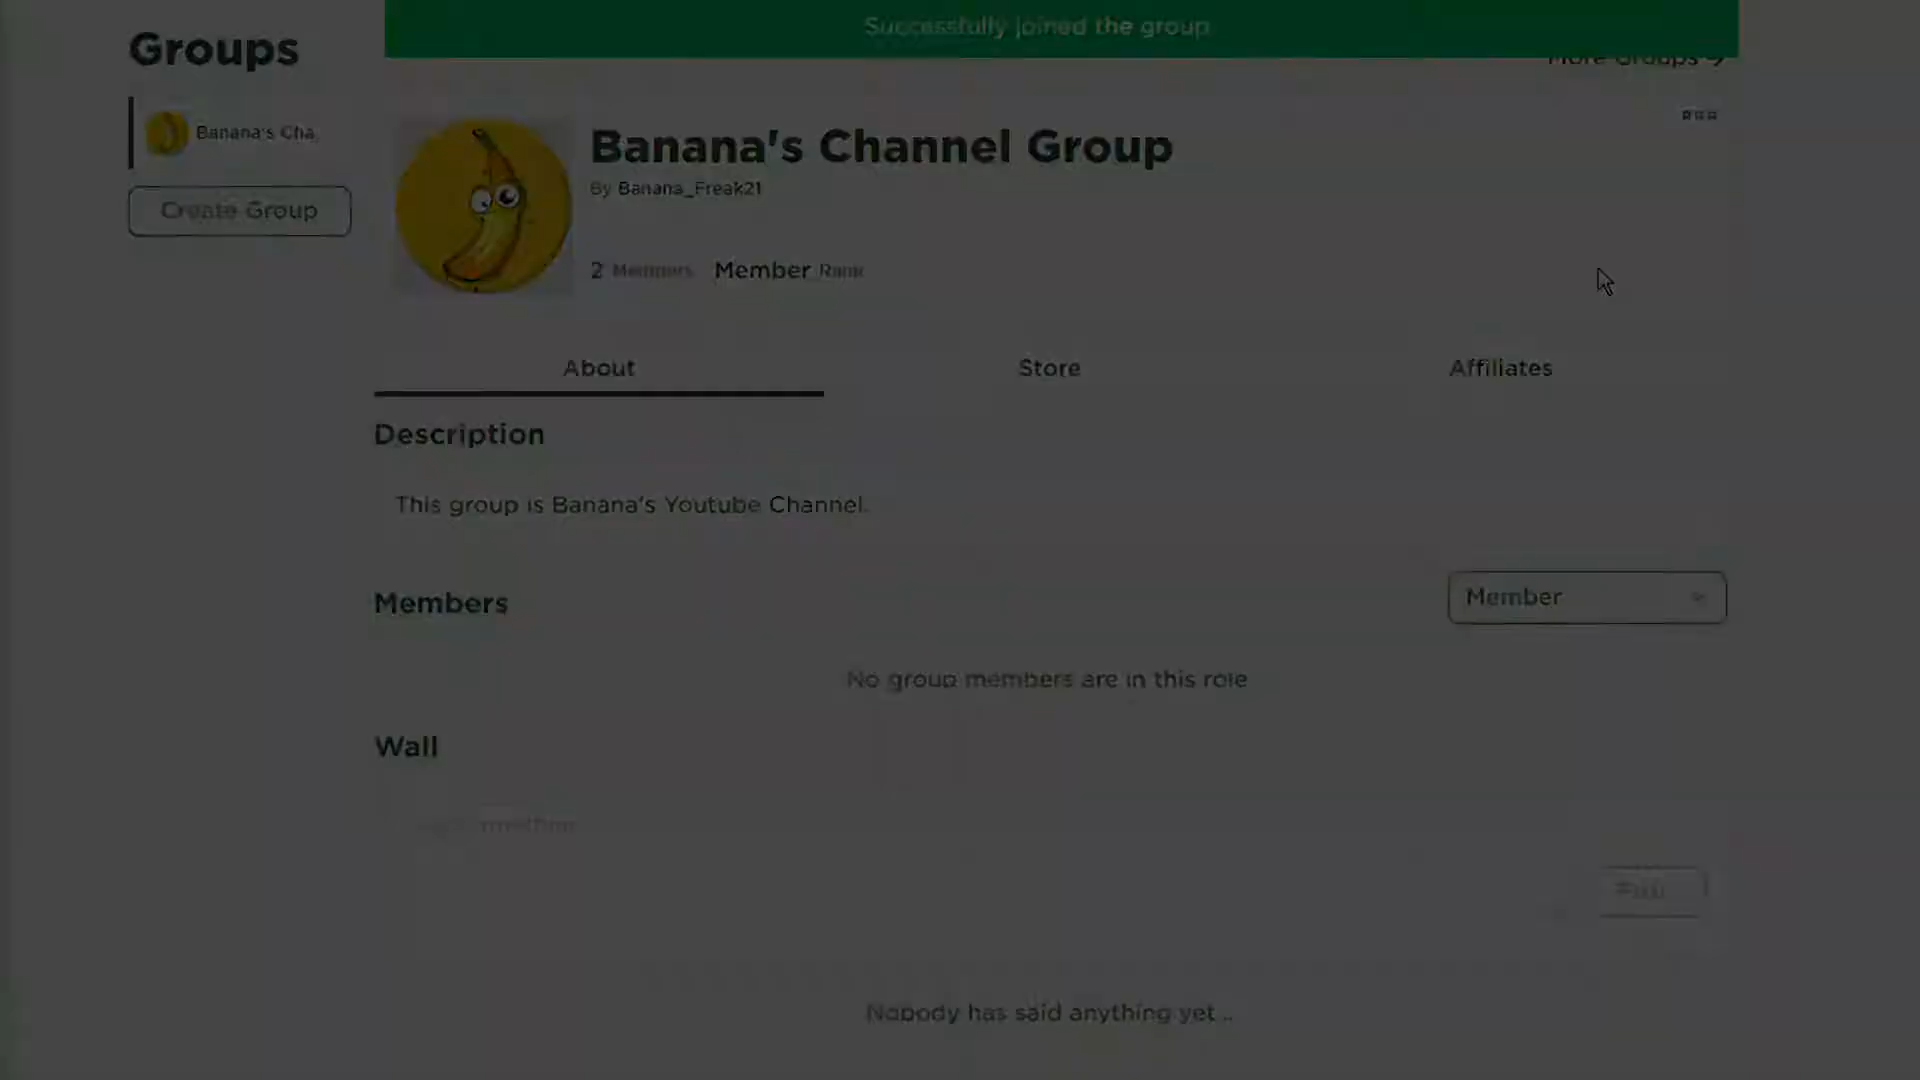 Successfully joined the group
Groups
More Groups
Banana's Cha
Banana's Channel Group
By Banana_Freak21
Create Group
2 Members Member Rank
About
Store
Affiliates
Description
This group is Banana's Youtube Channel.
Members
Member
No group members are in this role
Wall
Nobody has said anything yet...